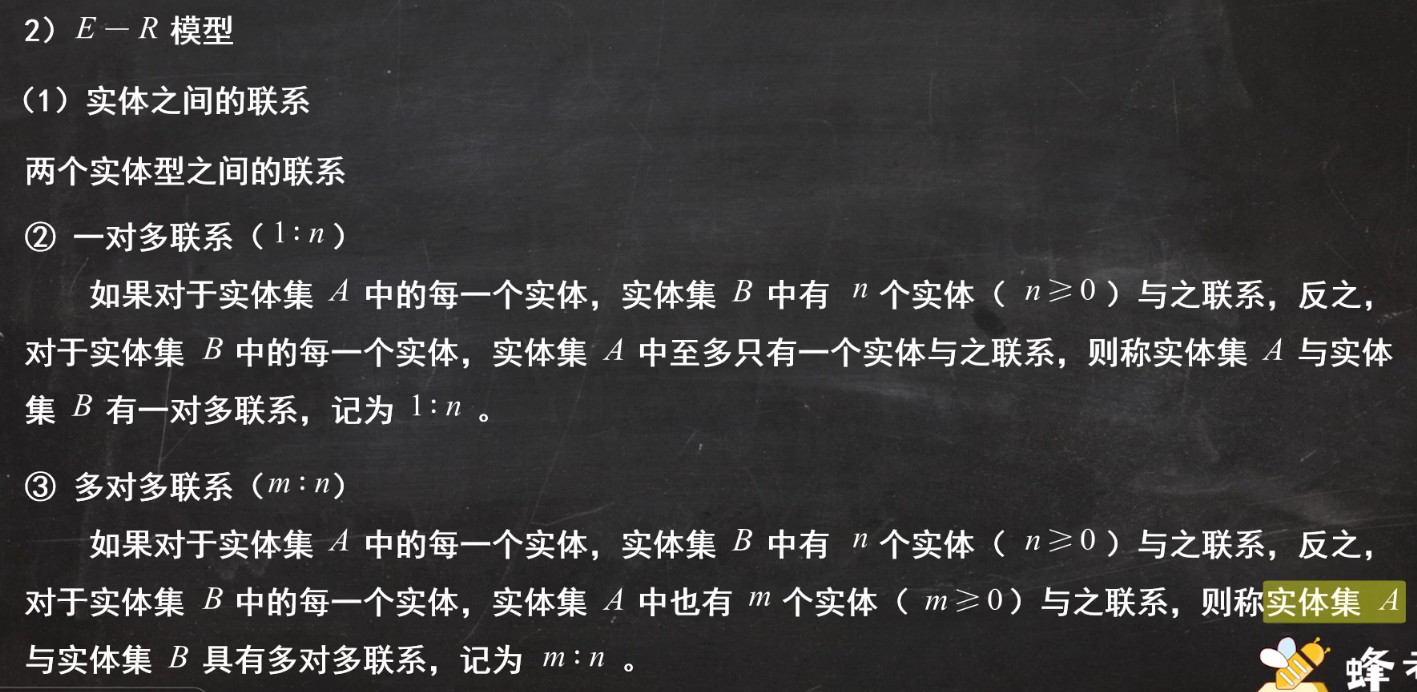 2）E－R 模型
（1）实体之间的联系
两个实体型之间的联系
② 一对多联系（1∶n）
如果对于实体集 A 中的每一个实体，实体集 B 中有 n 个实体（ n≥0 ）与之联系，反之，
对于实体集 B 中的每一个实体，实体集 A 中至多只有一个实体与之联系，则称实体集 A 与实体
集 B 有一对多联系，记为 1∶n 。
③ 多对多联系（m∶n）
如果对于实体集 A 中的每一个实体，实体集 B 中有 n 个实体（ n≥0 ）与之联系，反之，
对于实体集 B 中的每一个实体，实体集 A 中也有 m 个实体（ m≥0）与之联系，则称实体集 A
与实体集 B 具有多对多联系，记为 m∶n 。
蜂